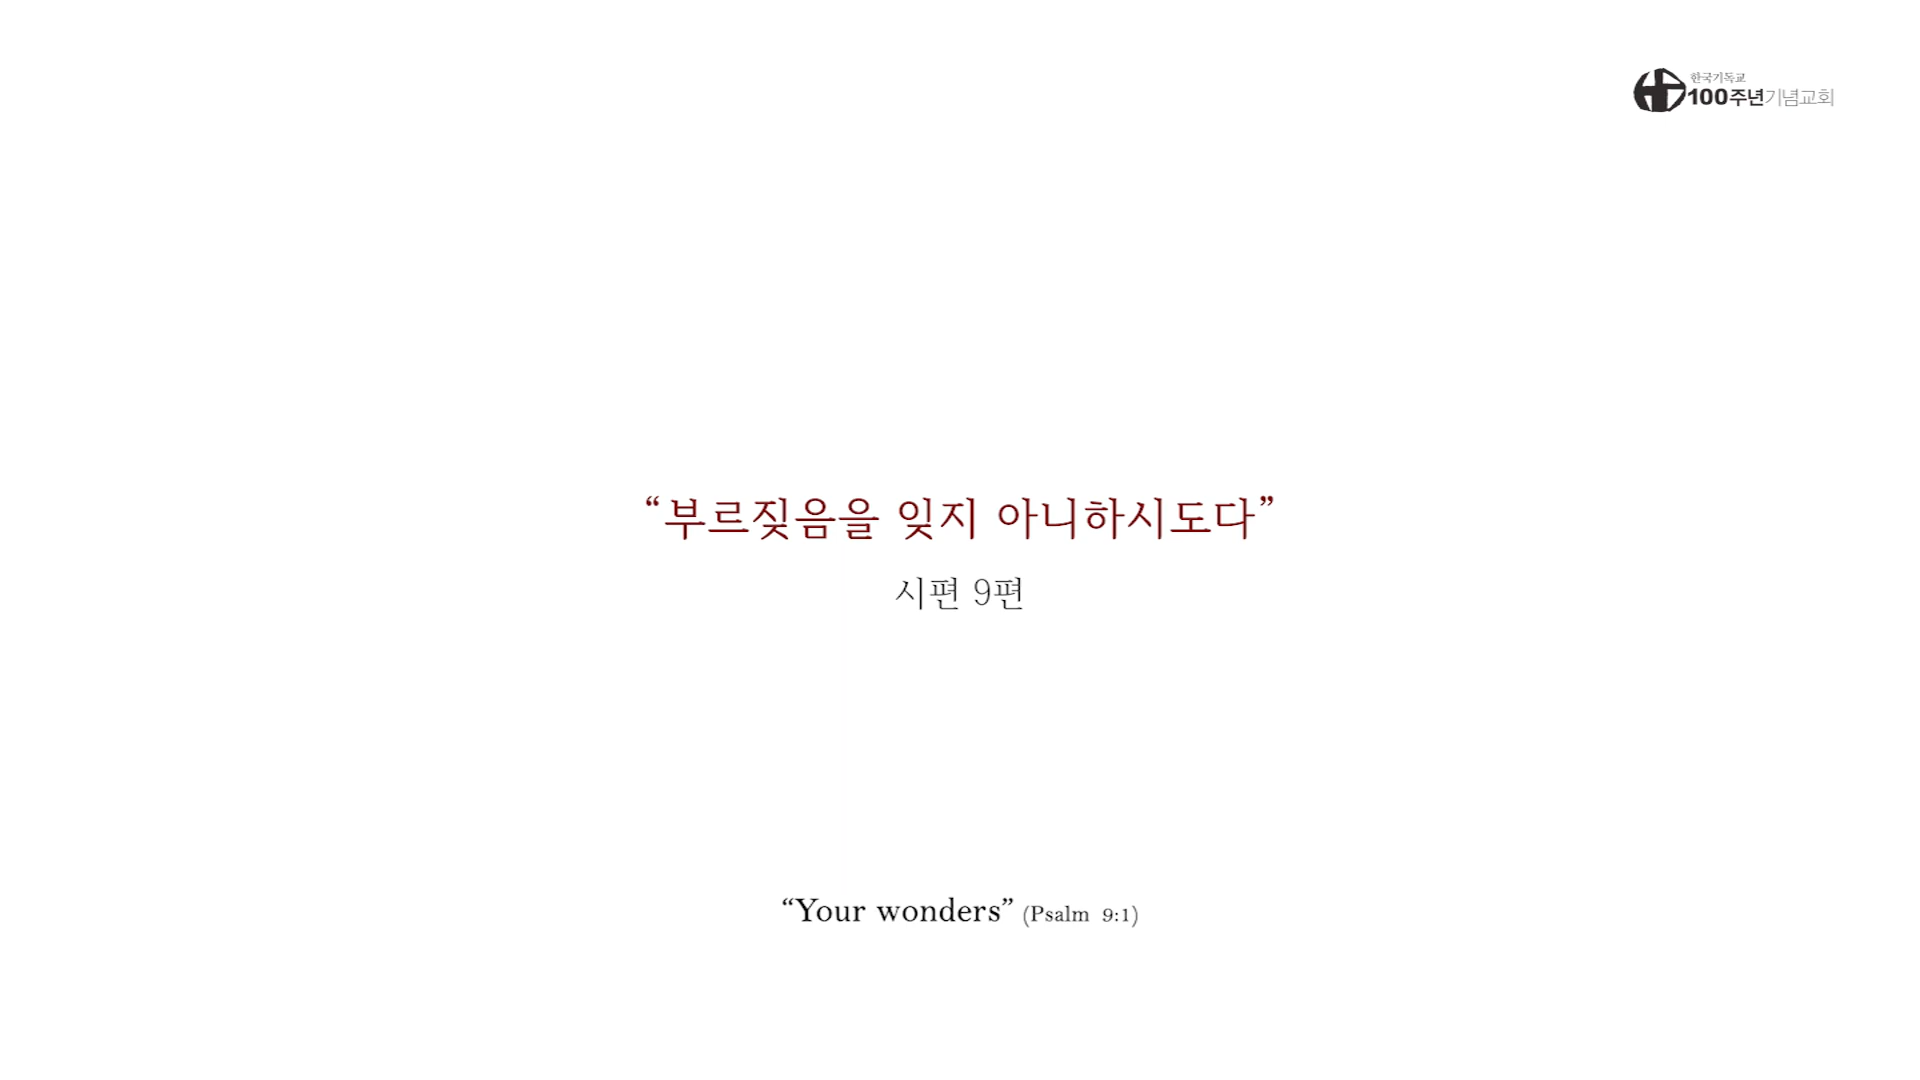 한국기독교
100주년기념교회
“부르짖음을 잊지 아니하시도다”
시편 9편
“Your wonders” (Psalm 9:1)